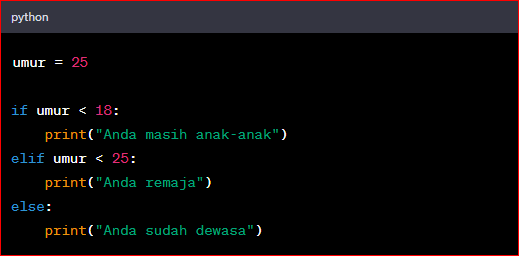 python
umur = 25
if umur < 18:
    print("Anda masih anak-anak")
elif umur < 25:
    print("Anda remaja")
else:
    print("Anda sudah dewasa")